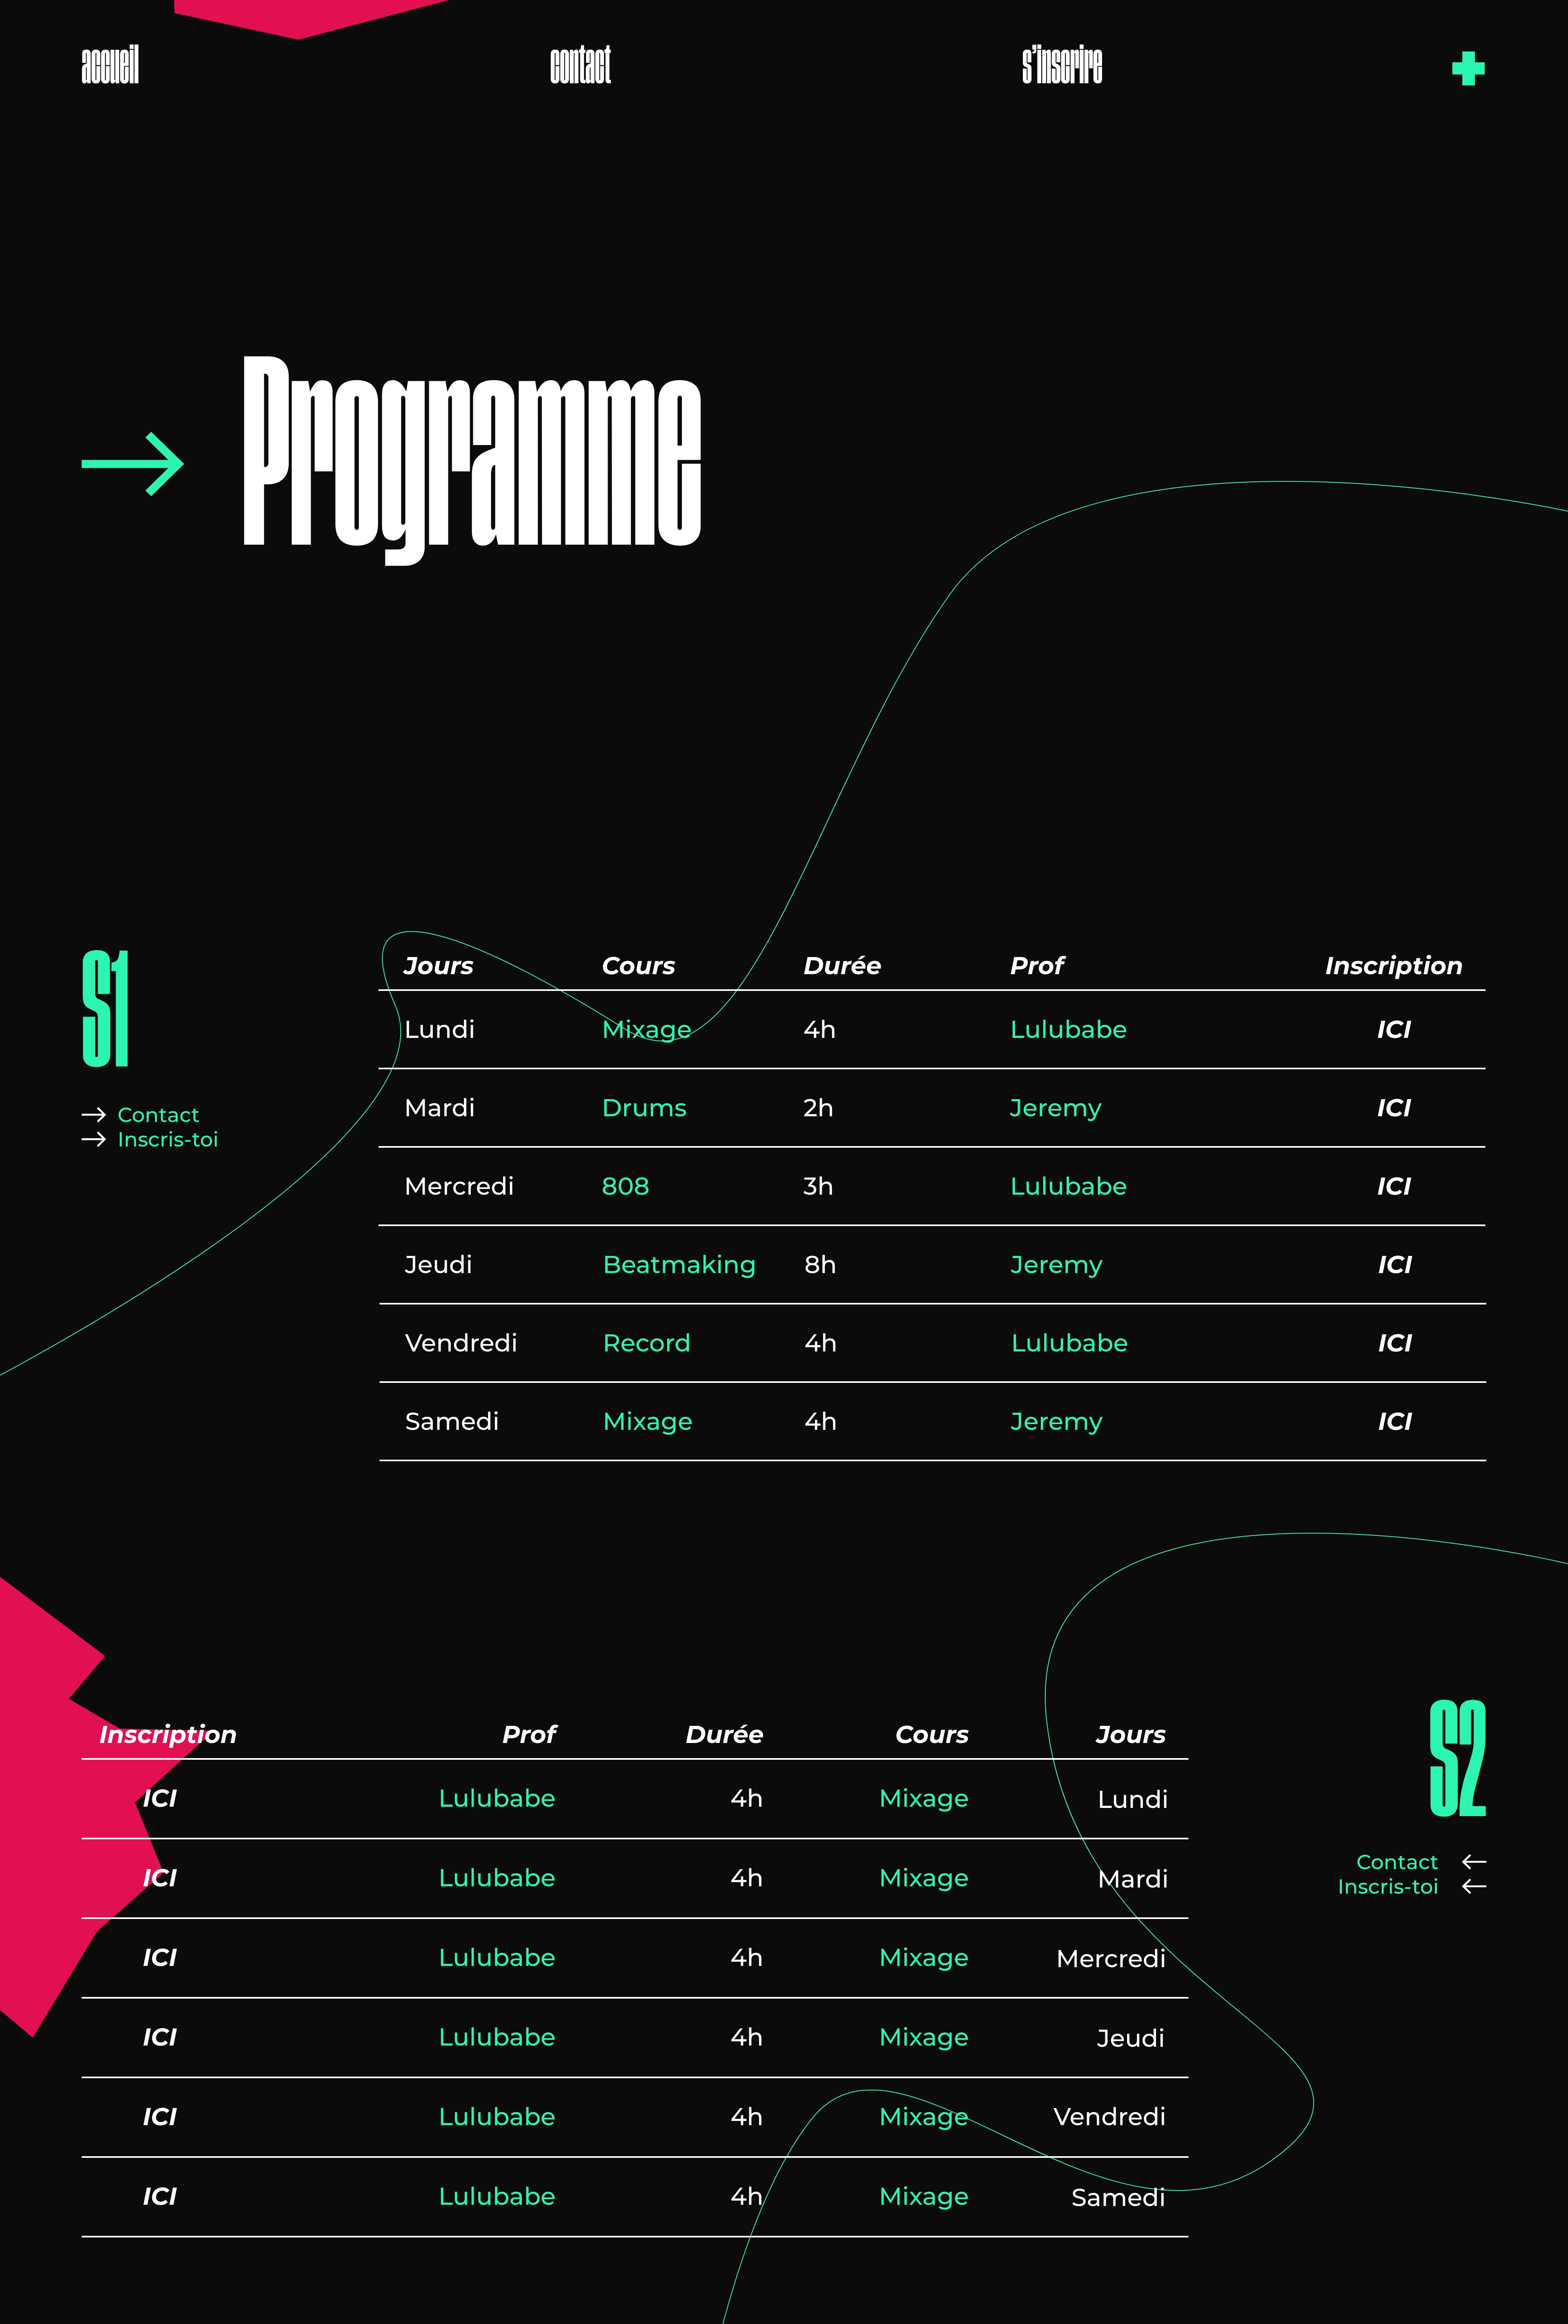 accueil contact s'inscrire
Programme
S1
Contact
Inscris-toi
Jours Cours Durée Prof Inscription
Lundi Mixage 4h Lulubabe ICI
Mardi Drums 2h Jeremy ICI
Mercredi 808 3h Lulubabe ICI
Jeudi Beatmaking 8h Jeremy ICI
Vendredi Record 4h Lulubabe ICI
Samedi Mixage 4h Jeremy ICI
Inscription Prof Durée Cours Jours
ICI Lulubabe 4h Mixage Lundi
ICI Lulubabe 4h Mixage Mardi
ICI Lulubabe 4h Mixage Mercredi
ICI Lulubabe 4h Mixage Jeudi
ICI Lulubabe 4h Mixage Vendredi
ICI Lulubabe 4h Mixage Samedi
S2
Contact
Inscris-toi